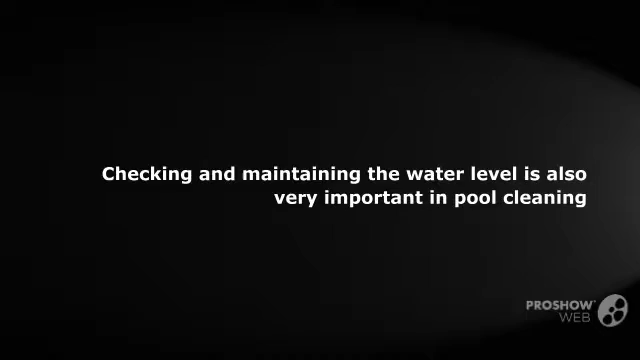 Checking and maintaining the water level is also
very important in pool cleaning
PROSHOW
WEB